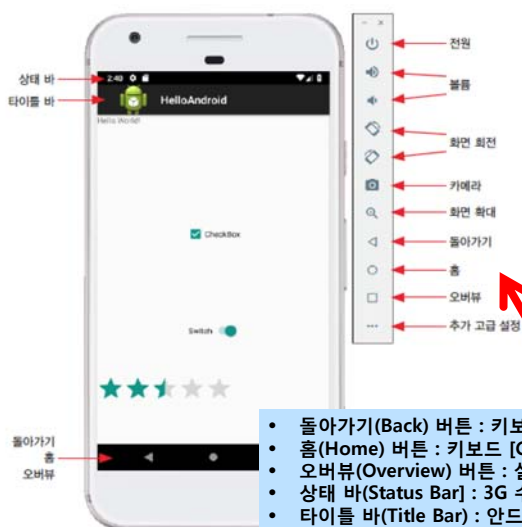 상태 바
타이틀 바
2:40
HelloAndroid
Hello World!
CheckBox
Switch
돌아가기
홈
오버뷰
전원
볼륨
화면 회전
카메라
화면 확대
돌아가기
홈
오버뷰
추가 고급 설정
• 돌아가기(Back) 버튼 : 키보
• 홈(Home) 버튼 : 키보드 [C
• 오버뷰(Overview) 버튼 : 실
• 상태 바(Status Bar] : 3G 수
• 타이틀 바(Title Bar) : 안드